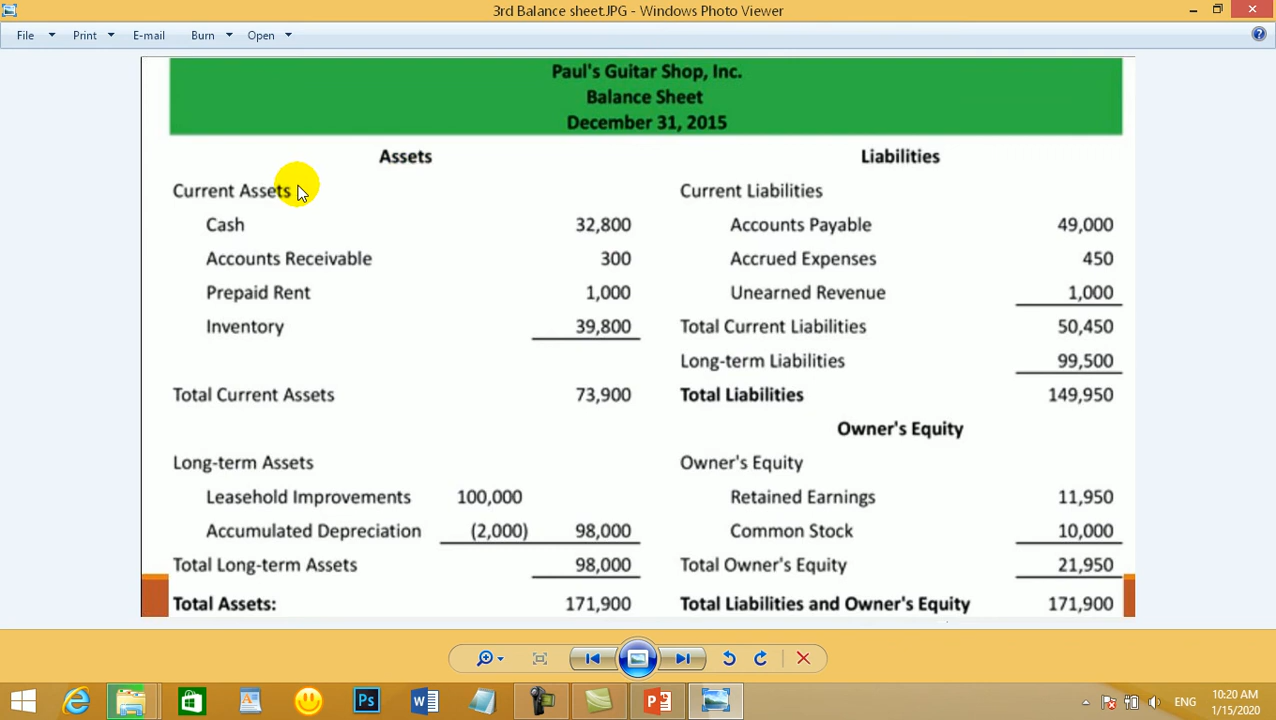 3rd Balance sheet.JPG - Windows Photo Viewer
File Print E-mail Burn Open
Paul's Guitar Shop, Inc.
Balance Sheet
December 31, 2015
Assets Liabilities
Current Assets Current Liabilities
Cash 32,800 Accounts Payable 49,000
Accounts Receivable 300 Accrued Expenses 450
Prepaid Rent 1,000 Unearned Revenue 1,000
Inventory 39,800 Total Current Liabilities 50,450
Long-term Liabilities 99,500
Total Current Assets 73,900 Total Liabilities 149,950
Owner's Equity
Long-term Assets Owner's Equity
Leasehold Improvements 100,000 Retained Earnings 11,950
Accumulated Depreciation (2,000) 98,000 Common Stock 10,000
Total Long-term Assets 98,000 Total Owner's Equity 21,950
Total Assets: 171,900 Total Liabilities and Owner's Equity 171,900
Ps
ENG
10:20 AM
1/15/2020